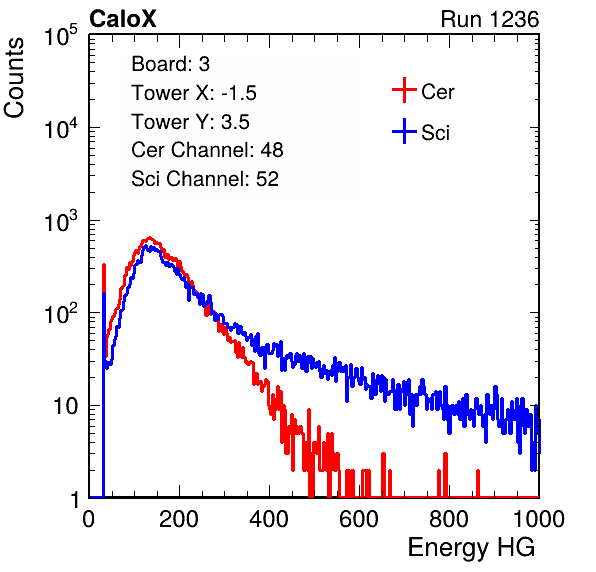 CaloX Run 1236
Counts
10^5
10^4
10^3
10^2
10
1
Board: 3
Tower X: -1.5
Tower Y: 3.5
Cer Channel: 48
Sci Channel: 52
Cer
Sci
0 200 400 600 800 1000
Energy HG